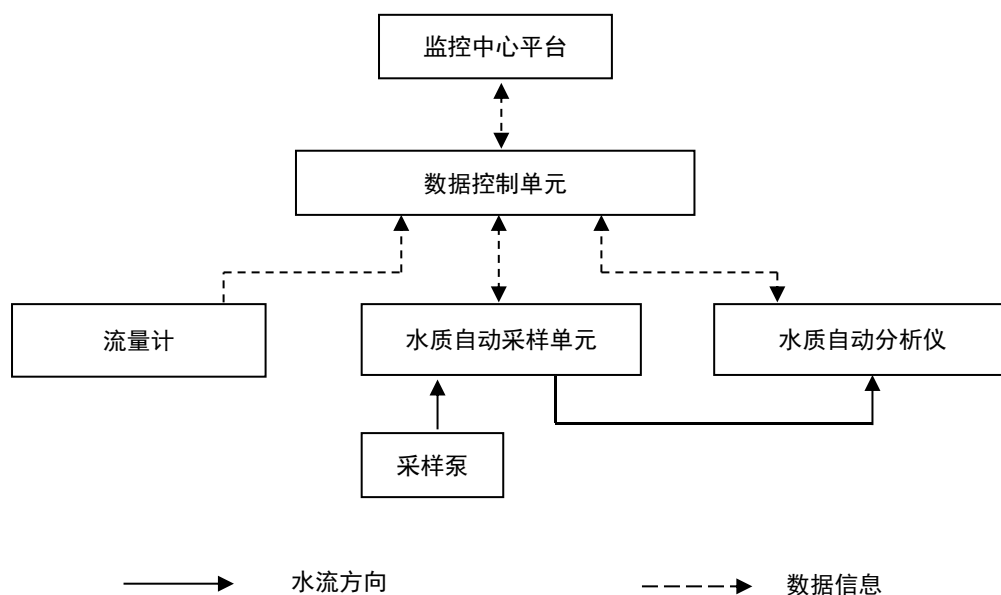 监控中心平台
数据控制单元
流量计
水质自动采样单元
水质自动分析仪
采样泵
水流方向
数据信息